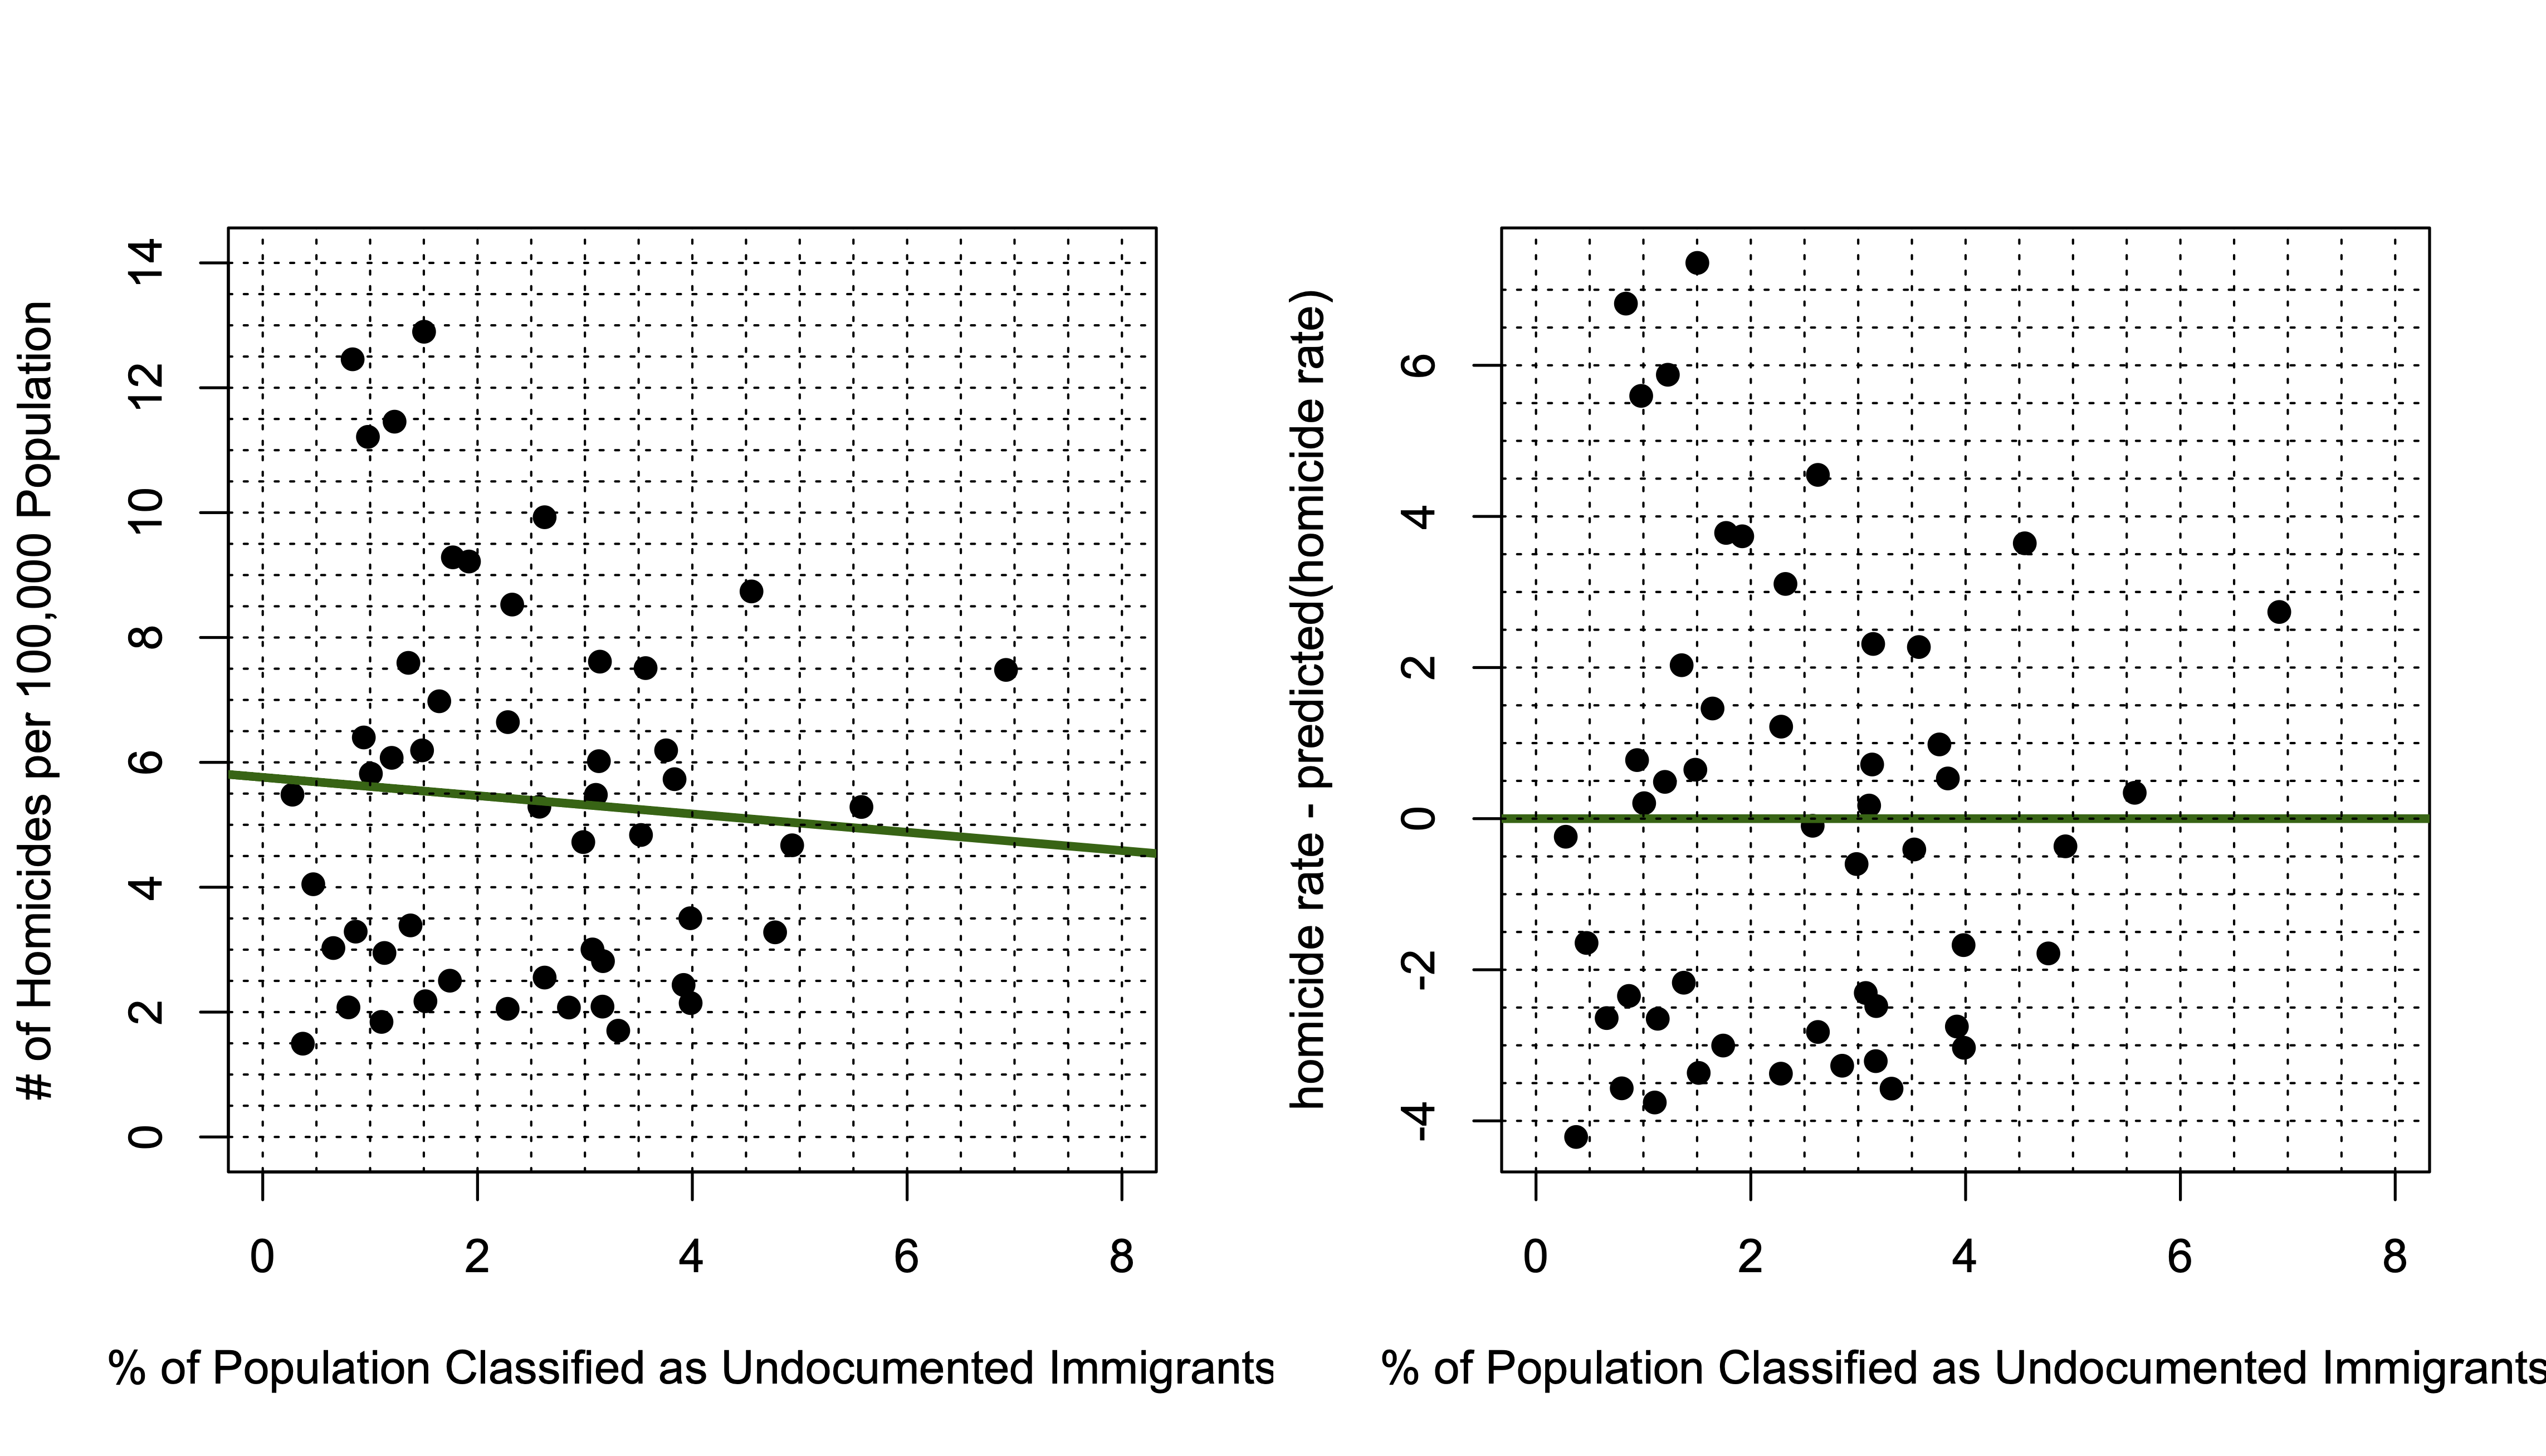 # of Homicides per 100,000 Population
14
12
10
8
6
4
2
0
0 2 4 6 8
% of Population Classified as Undocumented Immigrants
homicide rate - predicted(homicide rate)
6
4
2
0
-2
-4
0 2 4 6 8
% of Population Classified as Undocumented Immigrants